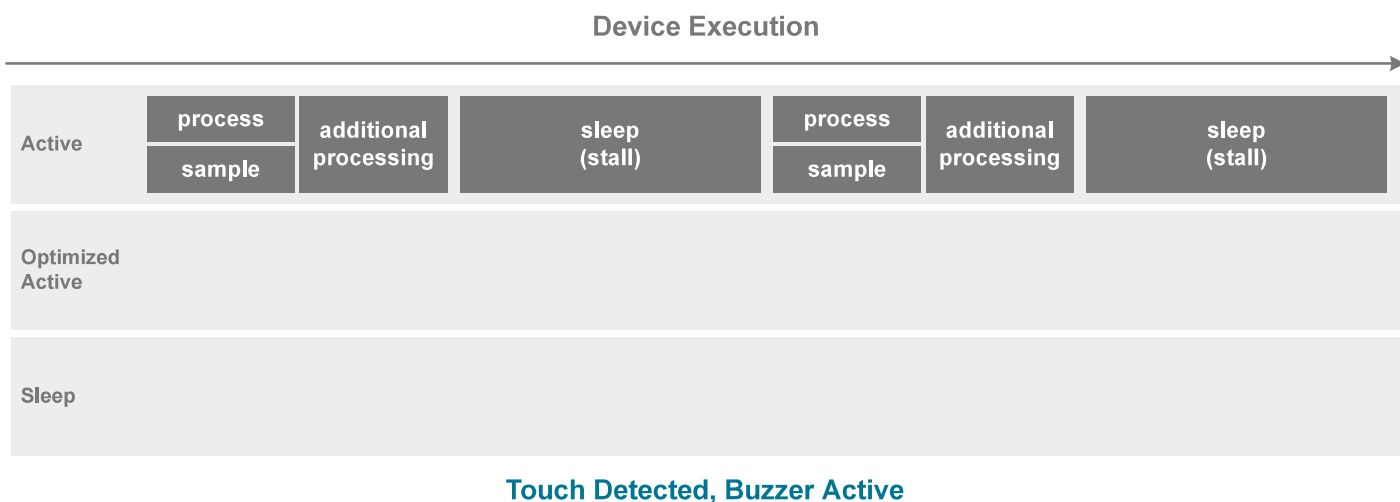 Device Execution
Active
process
sample
additional
processing
sleep
(stall)
process
sample
additional
processing
sleep
(stall)
Optimized
Active
Sleep
Touch Detected, Buzzer Active